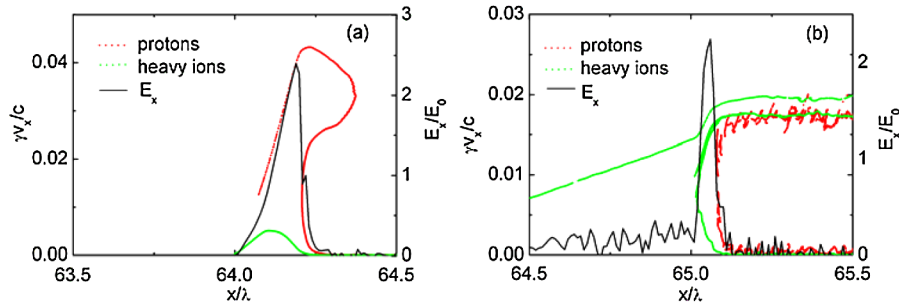 (a)
protons
heavy ions
Ex
γvx/c
0.04
0.02
0.00
3
2
1
0
Ex/E0
63.5
64.0
64.5
x/λ
(b)
protons
heavy ions
Ex
γvx/c
0.03
0.02
0.01
0.00
3
2
1
0
Ex/E0
64.5
65.0
65.5
x/λ